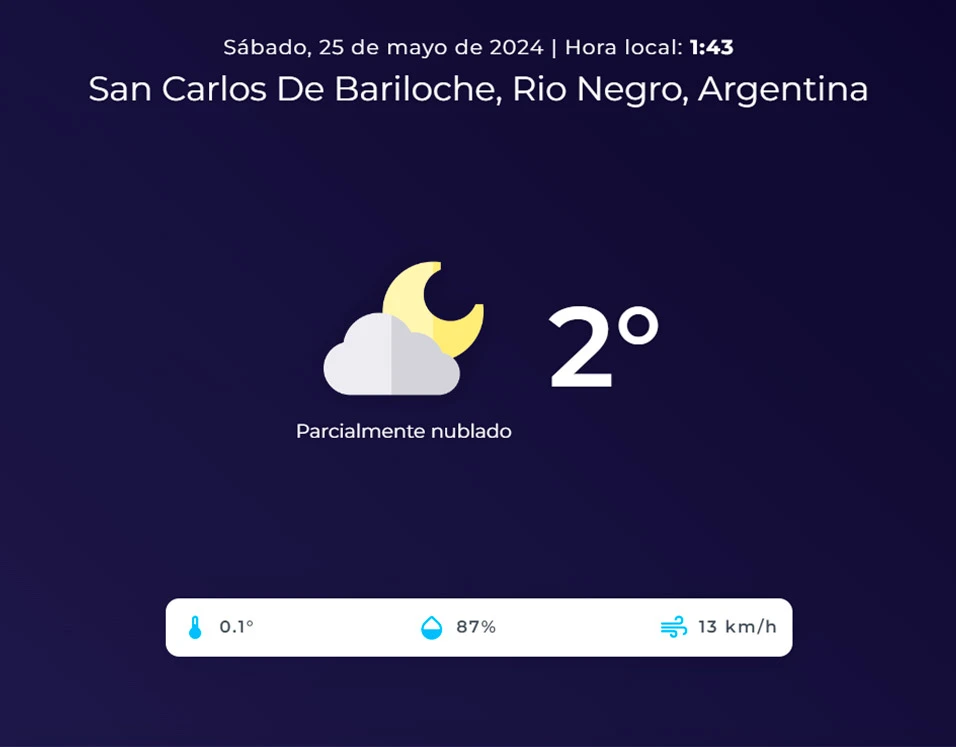 Sábado, 25 de mayo de 2024 | Hora local: 1:43
San Carlos De Bariloche, Rio Negro, Argentina
2°
Parcialmente nublado
0.1°
87%
13 km/h